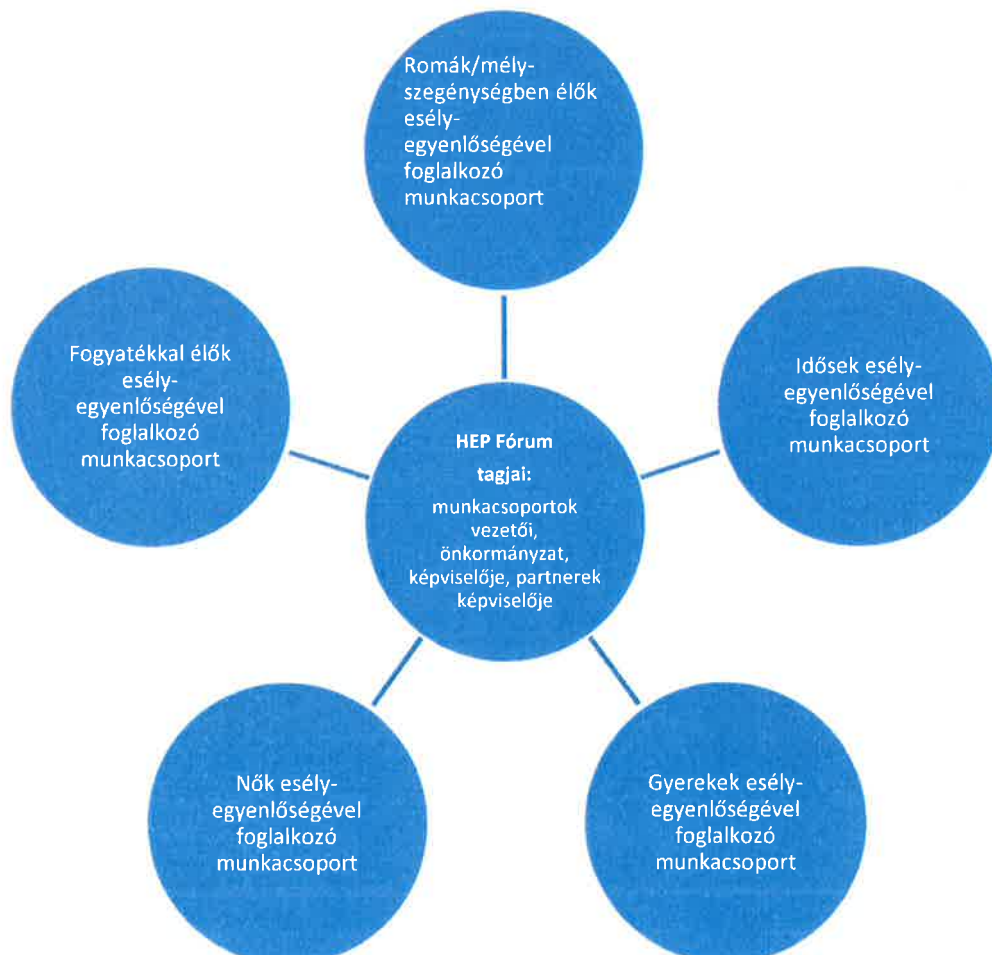 Romák/mély-
szegénységben élők
esély-
egyenlőségével
foglalkozó
munkacsoport
Fogyatékkal élők
esély-
egyenlőségével
foglalkozó
munkacsoport
Idősek esély-
egyenlőségével
foglalkozó
munkacsoport
HEP Fórum
tagjai:
munkacsoportok
vezetői,
önkormányzat,
képviselője, partnerek
képviselője
Nők esély-
egyenlőségével
foglalkozó
munkacsoport
Gyerekek esély-
egyenlőségével
foglalkozó
munkacsoport